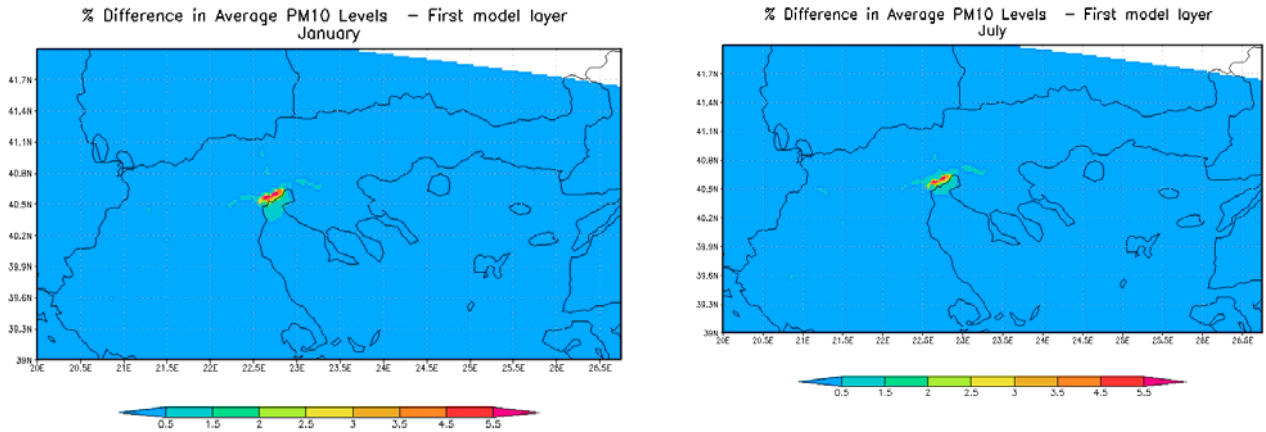 % Difference in Average PM10 Levels – First model layer
January
41.7N
41.4N
41.1N
40.8N
40.5N
40.2N
39.9N
39.6N
39.3N
39N
20E 20.5E 21E 21.5E 22E 22.5E 23E 23.5E 24E 24.5E 25E 25.5E 26E 26.5E
0.5 1.5 2 2.5 3 3.5 4.5 5.5
% Difference in Average PM10 Levels – First model layer
July
41.7N
41.4N
41.1N
40.8N
40.5N
40.2N
39.9N
39.6N
39.3N
39N
20E 20.5E 21E 21.5E 22E 22.5E 23E 23.5E 24E 24.5E 25E 25.5E 26E 26.5E
0.5 1.5 2 2.5 3 3.5 4.5 5.5